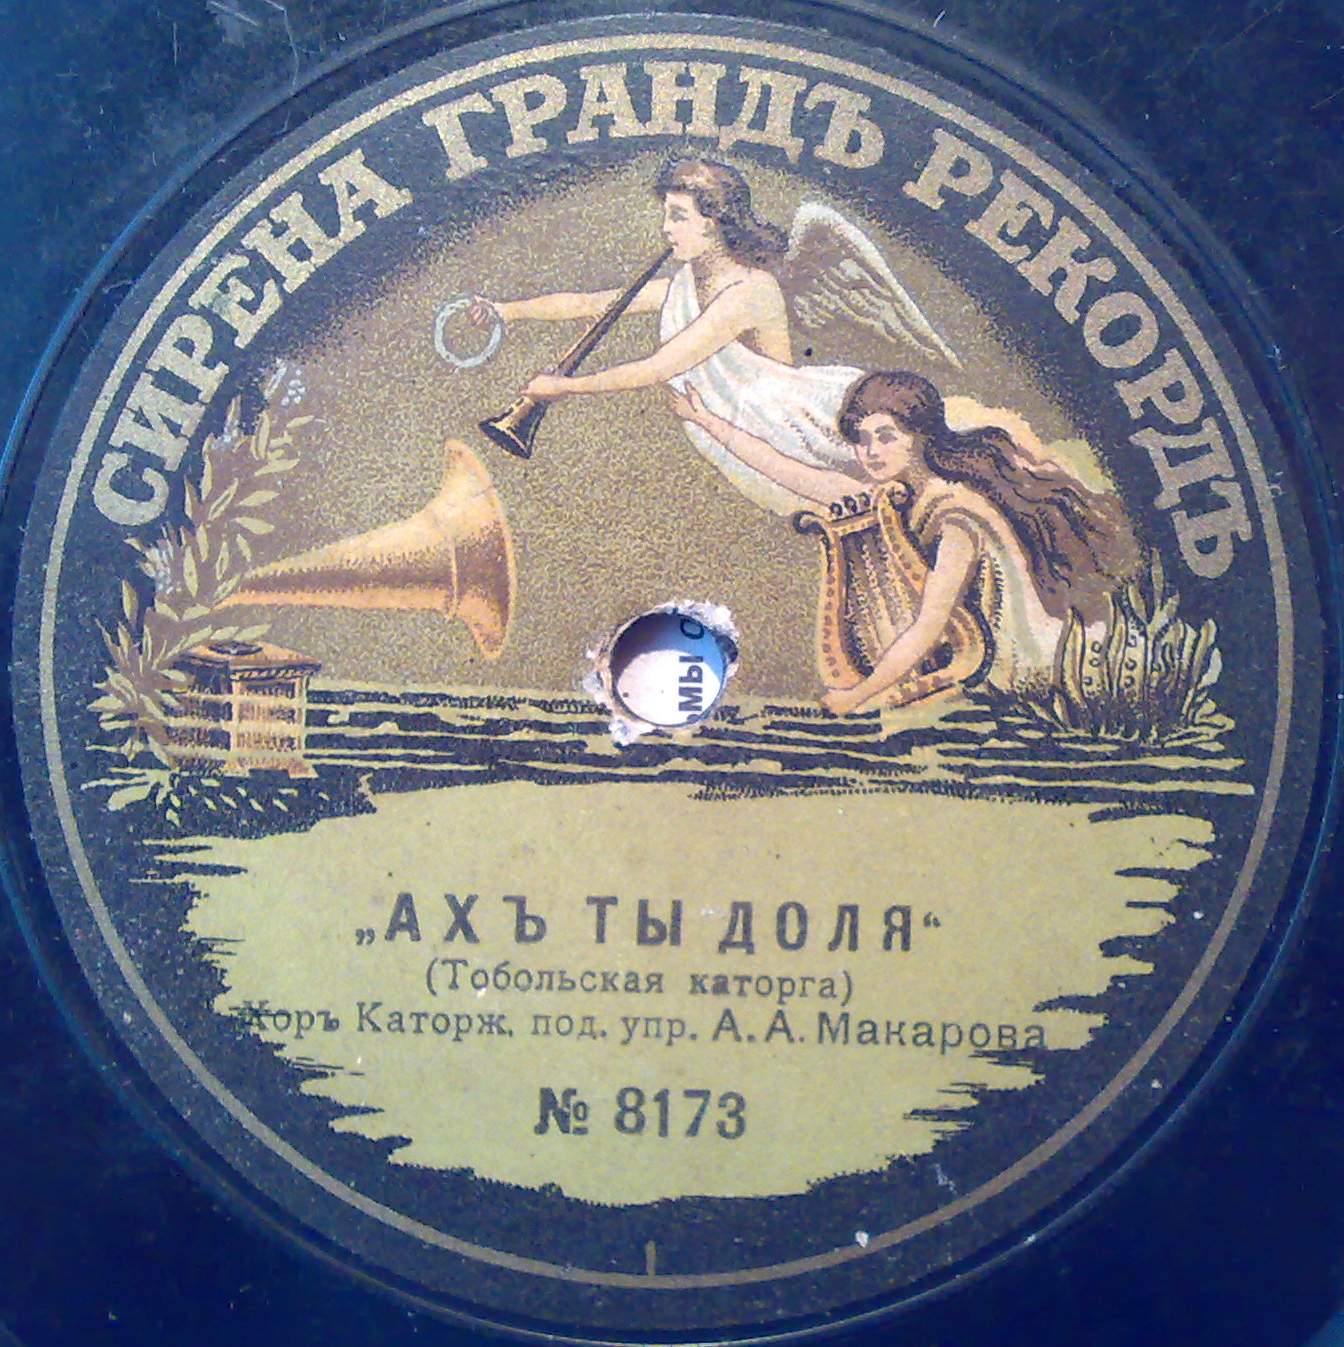 СИРЕНА ГРАНДЪ РЕКОРДЪ
„АХЪ ТЫ ДОЛЯ“
(Тобольская каторга)
Хоръ Каторж. под. упр. А. А. Макарова
№ 8173